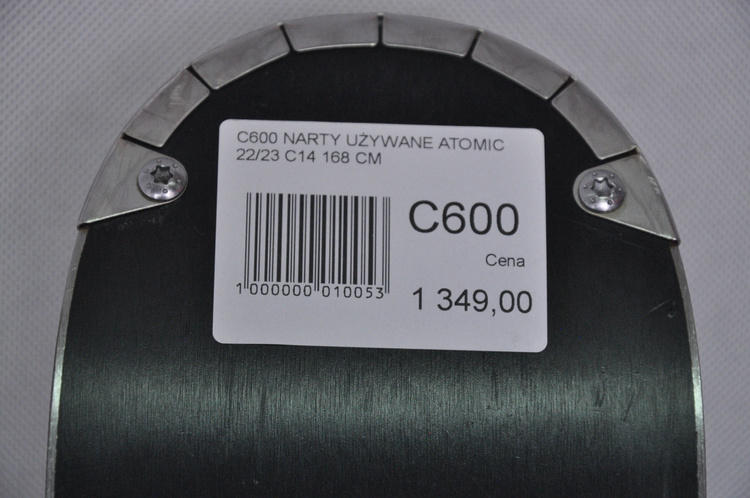 C600 NARTY UŻYWANE ATOMIC
22/23 C14 168 CM
C600
Cena
1 000000 010053
1 349,00